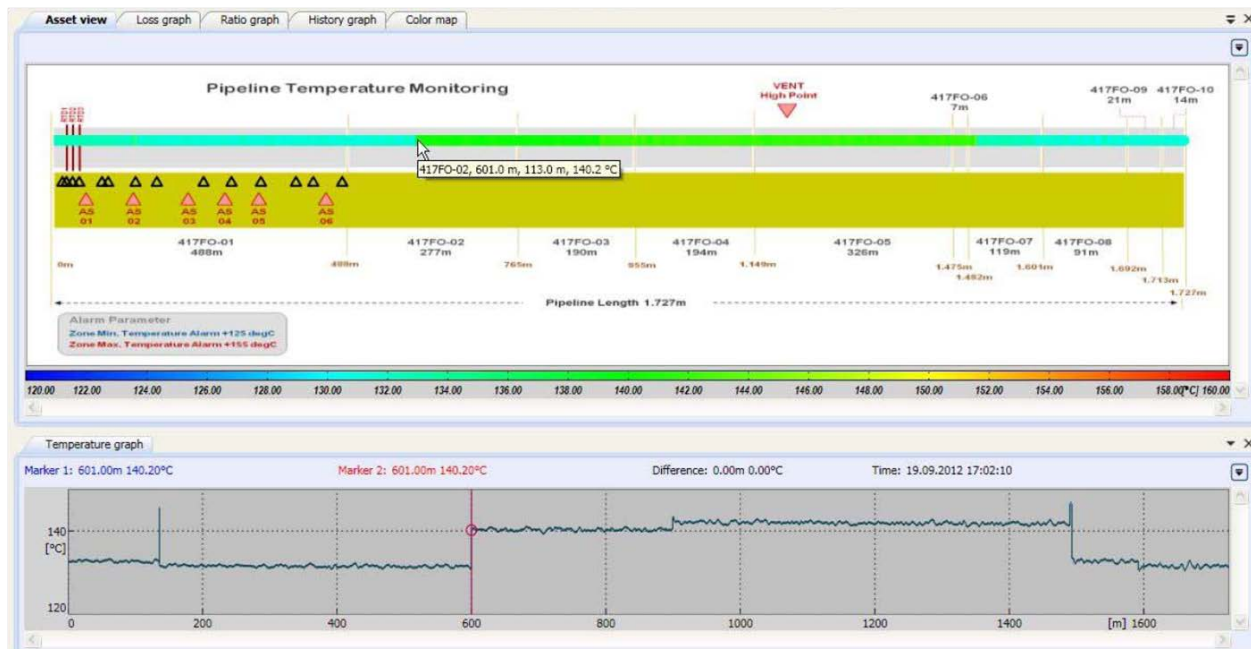 Asset view Loss graph Ratio graph History graph Color map
Pipeline Temperature Monitoring
VENT
High Point
417FO-06
7m
417FO-09
21m
417FO-10
14m
417FO-02, 601.0 m, 113.0 m, 140.2 °C
AS
01
AS
02
AS
03
AS
04
AS
05
AS
06
417FO-01
488m
417FO-02
277m
417FO-03
190m
417FO-04
194m
417FO-05
326m
417FO-07
119m
417FO-08
91m
0m 488m 765m 955m 1.149m 1.475m 1.482m 1.601m 1.692m 1.713m 1.727m
Pipeline Length 1.727m
Alarm Parameter
Zone Min. Temperature Alarm +125 degC
Zone Max. Temperature Alarm +155 degC
120.00 122.00 124.00 126.00 128.00 130.00 132.00 134.00 136.00 138.00 140.00 142.00 144.00 146.00 148.00 150.00 152.00 154.00 156.00 158.00 [°C] 160.00
Temperature graph
Marker 1: 601.00m 140.20°C Marker 2: 601.00m 140.20°C Difference: 0.00m 0.00°C Time: 19.09.2012 17:02:10
140
[°C]
120
0 200 400 600 800 1000 1200 1400 [m] 1600